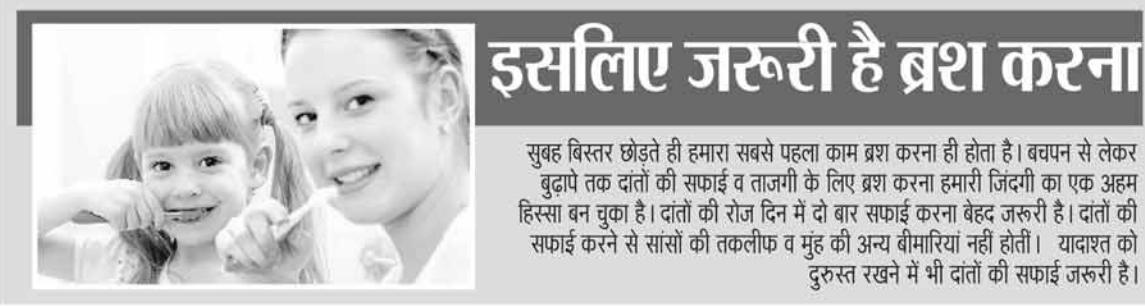 इसलिए जरूरी है ब्रश करना
सुबह बिस्तर छोड़ते ही हमारा सबसे पहला काम ब्रश करना ही होता है। बचपन से लेकर
बुढ़ापे तक दांतों की सफाई व ताजगी के लिए ब्रश करना हमारी जिंदगी का एक अहम
हिस्सा बन चुका है। दांतों की रोज दिन में दो बार सफाई करना बेहद जरूरी है। दांतों की
सफाई करने से सांसों की तकलीफ व मुंह की अन्य बीमारियां नहीं होतीं। यादाश्त को
दुरुस्त रखने में भी दांतों की सफाई जरूरी है।